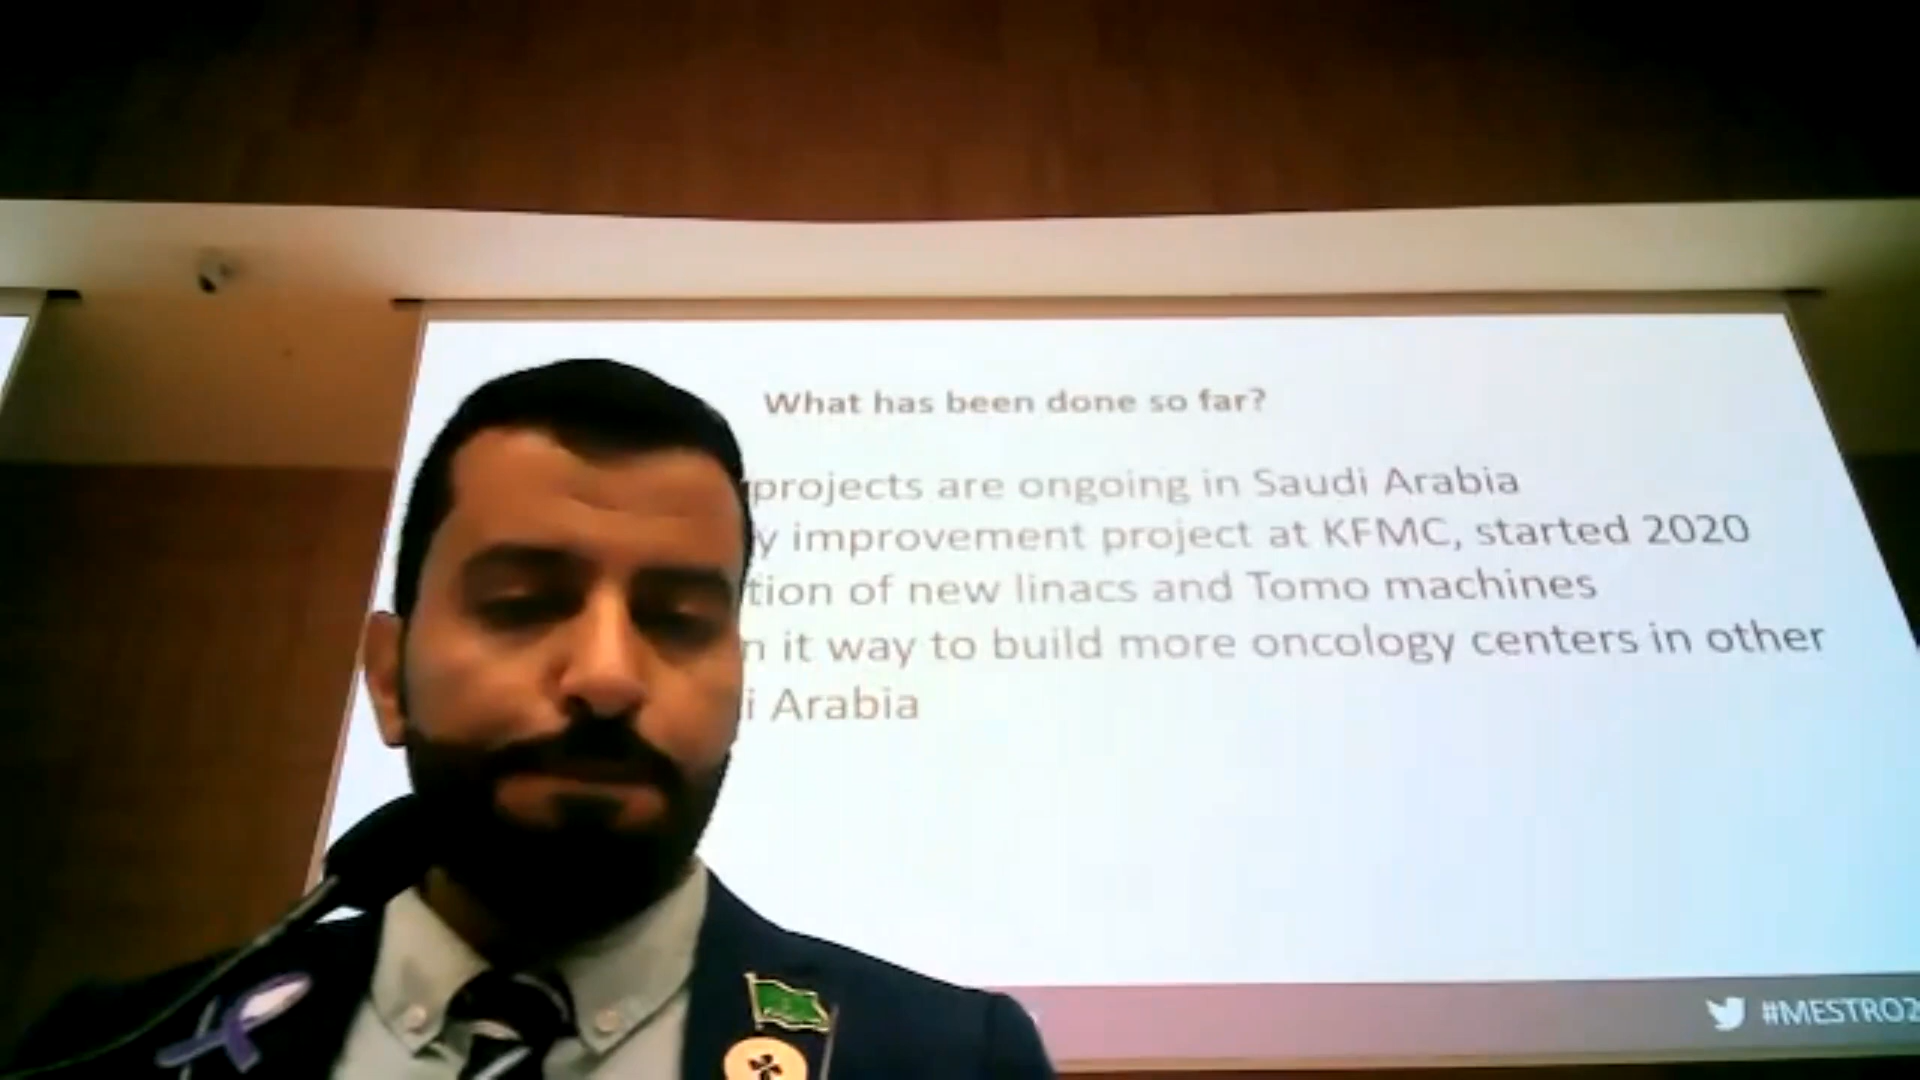 What has been done so far?
projects are ongoing in Saudi Arabia
improvement project at KFMC, started 2020
of new linacs and Tomo machines
it way to build more oncology centers in other
Arabia
#MESTRO2